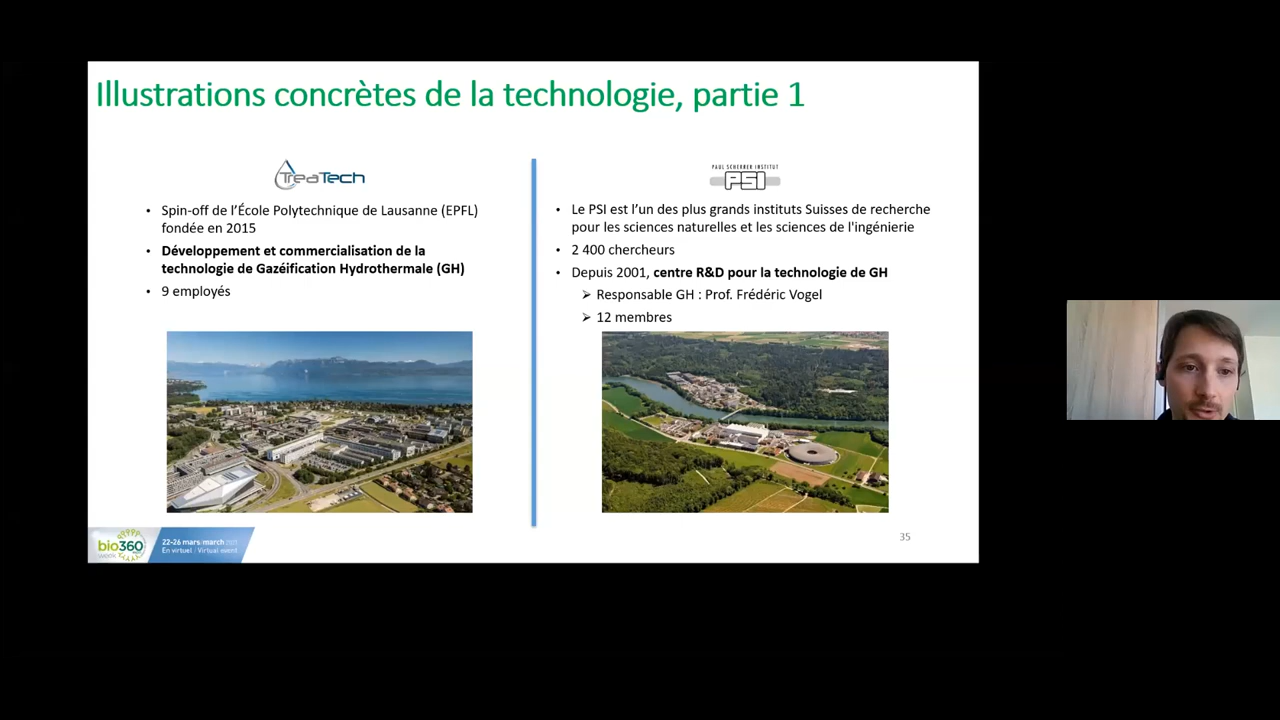 Illustrations concrètes de la technologie, partie 1
TreaTech
• Spin-off de l'École Polytechnique de Lausanne (EPFL)
fondée en 2015
• Développement et commercialisation de la
technologie de Gazéification Hydrothermale (GH)
• 9 employés
PAUL SCHERRER INSTITUT
PSI
• Le PSI est l'un des plus grands instituts Suisses de recherche
pour les sciences naturelles et les sciences de l'ingénierie
• 2 400 chercheurs
• Depuis 2001, centre R&D pour la technologie de GH
➢ Responsable GH : Prof. Frédéric Vogel
➢ 12 membres
bio360
week
22-26 mars/march
En virtuel / Virtual event
35